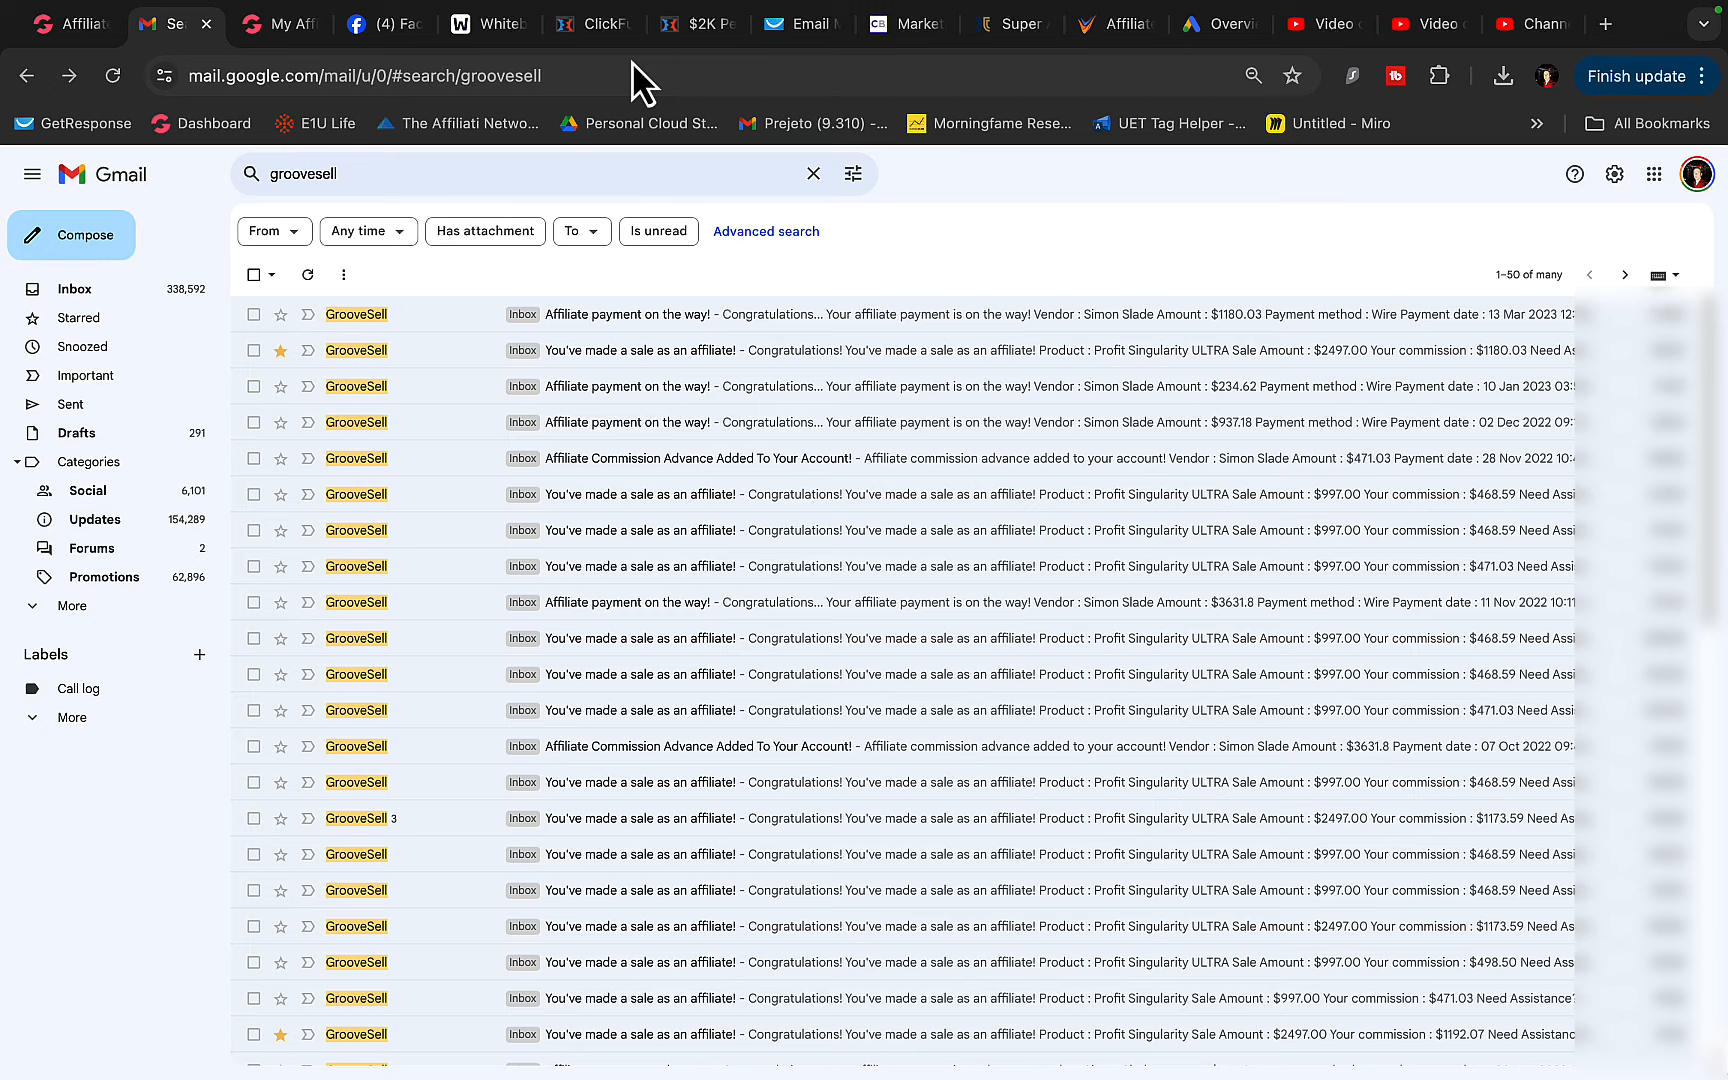 Affiliate Se My Aff (4) Fac Whiteb ClickFu $2K Pe Email M Market Super A Affiliate Overvie Video Video Chann
mail.google.com/mail/u/0/#search/groovesell Finish update
GetResponse Dashboard E1U Life The Affiliati Netwo... Personal Cloud St... Prejeto (9.310) -... Morningfame Rese... UET Tag Helper -... Untitled - Miro » All Bookmarks
Gmail groovesell
Compose From Any time Has attachment To Is unread Advanced search
1–50 of many
Inbox 338,592
Starred
Snoozed
Important
Sent
Drafts 291
Categories
Social 6,101
Updates 154,289
Forums 2
Promotions 62,896
More
Labels +
Call log
More
GrooveSell Inbox Affiliate payment on the way! - Congratulations... Your affiliate payment is on the way! Vendor : Simon Slade Amount : $1180.03 Payment method : Wire Payment date : 13 Mar 2023 12:
GrooveSell Inbox You've made a sale as an affiliate! - Congratulations! You've made a sale as an affiliate! Product : Profit Singularity ULTRA Sale Amount : $2497.00 Your commission : $1180.03 Need As
GrooveSell Inbox Affiliate payment on the way! - Congratulations... Your affiliate payment is on the way! Vendor : Simon Slade Amount : $234.62 Payment method : Wire Payment date : 10 Jan 2023 03:
GrooveSell Inbox Affiliate payment on the way! - Congratulations... Your affiliate payment is on the way! Vendor : Simon Slade Amount : $937.18 Payment method : Wire Payment date : 02 Dec 2022 09:
GrooveSell Inbox Affiliate Commission Advance Added To Your Account! - Affiliate commission advance added to your account! Vendor : Simon Slade Amount : $471.03 Payment date : 28 Nov 2022 10:
GrooveSell Inbox You've made a sale as an affiliate! - Congratulations! You've made a sale as an affiliate! Product : Profit Singularity ULTRA Sale Amount : $997.00 Your commission : $468.59 Need Assi
GrooveSell Inbox You've made a sale as an affiliate! - Congratulations! You've made a sale as an affiliate! Product : Profit Singularity ULTRA Sale Amount : $997.00 Your commission : $468.59 Need Assi
GrooveSell Inbox You've made a sale as an affiliate! - Congratulations! You've made a sale as an affiliate! Product : Profit Singularity ULTRA Sale Amount : $997.00 Your commission : $471.03 Need Assi
GrooveSell Inbox Affiliate payment on the way! - Congratulations... Your affiliate payment is on the way! Vendor : Simon Slade Amount : $3631.8 Payment method : Wire Payment date : 11 Nov 2022 10:11
GrooveSell Inbox You've made a sale as an affiliate! - Congratulations! You've made a sale as an affiliate! Product : Profit Singularity ULTRA Sale Amount : $997.00 Your commission : $468.59 Need Assi
GrooveSell Inbox You've made a sale as an affiliate! - Congratulations! You've made a sale as an affiliate! Product : Profit Singularity ULTRA Sale Amount : $997.00 Your commission : $468.59 Need Assi
GrooveSell Inbox You've made a sale as an affiliate! - Congratulations! You've made a sale as an affiliate! Product : Profit Singularity ULTRA Sale Amount : $997.00 Your commission : $471.03 Need Assi
GrooveSell Inbox Affiliate Commission Advance Added To Your Account! - Affiliate commission advance added to your account! Vendor : Simon Slade Amount : $3631.8 Payment date : 07 Oct 2022 09:
GrooveSell Inbox You've made a sale as an affiliate! - Congratulations! You've made a sale as an affiliate! Product : Profit Singularity ULTRA Sale Amount : $997.00 Your commission : $468.59 Need Assi
GrooveSell 3 Inbox You've made a sale as an affiliate! - Congratulations! You've made a sale as an affiliate! Product : Profit Singularity ULTRA Sale Amount : $2497.00 Your commission : $1173.59 Need As
GrooveSell Inbox You've made a sale as an affiliate! - Congratulations! You've made a sale as an affiliate! Product : Profit Singularity ULTRA Sale Amount : $997.00 Your commission : $468.59 Need Assi
GrooveSell Inbox You've made a sale as an affiliate! - Congratulations! You've made a sale as an affiliate! Product : Profit Singularity ULTRA Sale Amount : $997.00 Your commission : $468.59 Need Assi
GrooveSell Inbox You've made a sale as an affiliate! - Congratulations! You've made a sale as an affiliate! Product : Profit Singularity ULTRA Sale Amount : $2497.00 Your commission : $1173.59 Need As
GrooveSell Inbox You've made a sale as an affiliate! - Congratulations! You've made a sale as an affiliate! Product : Profit Singularity ULTRA Sale Amount : $997.00 Your commission : $498.50 Need Assi
GrooveSell Inbox You've made a sale as an affiliate! - Congratulations! You've made a sale as an affiliate! Product : Profit Singularity Sale Amount : $997.00 Your commission : $471.03 Need Assistance?
GrooveSell Inbox You've made a sale as an affiliate! - Congratulations! You've made a sale as an affiliate! Product : Profit Singularity Sale Amount : $2497.00 Your commission : $1192.07 Need Assistanc